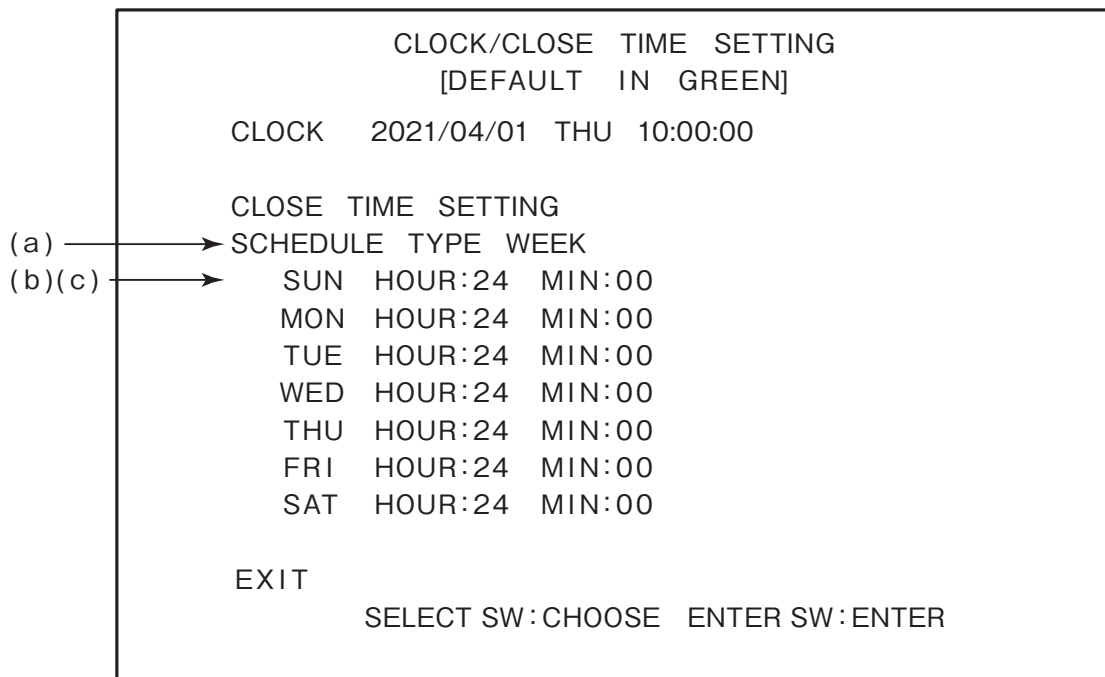 CLOCK/CLOSE TIME SETTING
[DEFAULT IN GREEN]
CLOCK 2021/04/01 THU 10:00:00
CLOSE TIME SETTING
(a) SCHEDULE TYPE WEEK
(b)(c) SUN HOUR:24 MIN:00
MON HOUR:24 MIN:00
TUE HOUR:24 MIN:00
WED HOUR:24 MIN:00
THU HOUR:24 MIN:00
FRI HOUR:24 MIN:00
SAT HOUR:24 MIN:00
EXIT
SELECT SW:CHOOSE ENTER SW:ENTER